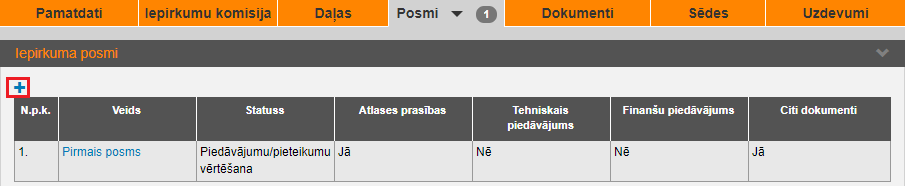 Pamatdati Iepirkumu komisija Daļas Posmi 1 Dokumenti Sēdes Uzdevumi
Iepirkuma posmi
N.p.k. Veids Statuss Atlases prasības Tehniskais piedāvājums Finanšu piedāvājums Citi dokumenti
1. Pirmais posms Piedāvājumu/pieteikumu vērtēšana Jā Nē Nē Jā